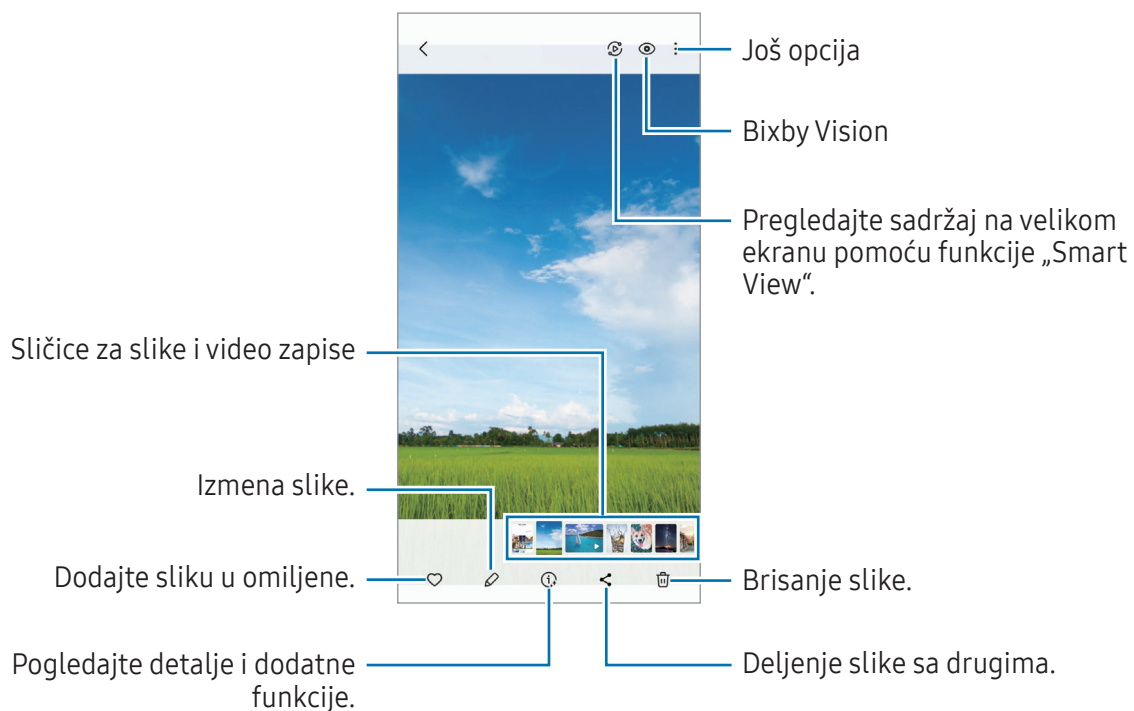 Još opcija
Bixby Vision
Pregledajte sadržaj na velikom
ekranu pomoću funkcije „Smart
View“.
Sličice za slike i video zapise
Izmena slike.
Dodajte sliku u omiljene.
Brisanje slike.
Pogledajte detalje i dodatne
funkcije.
Deljenje slike sa drugima.